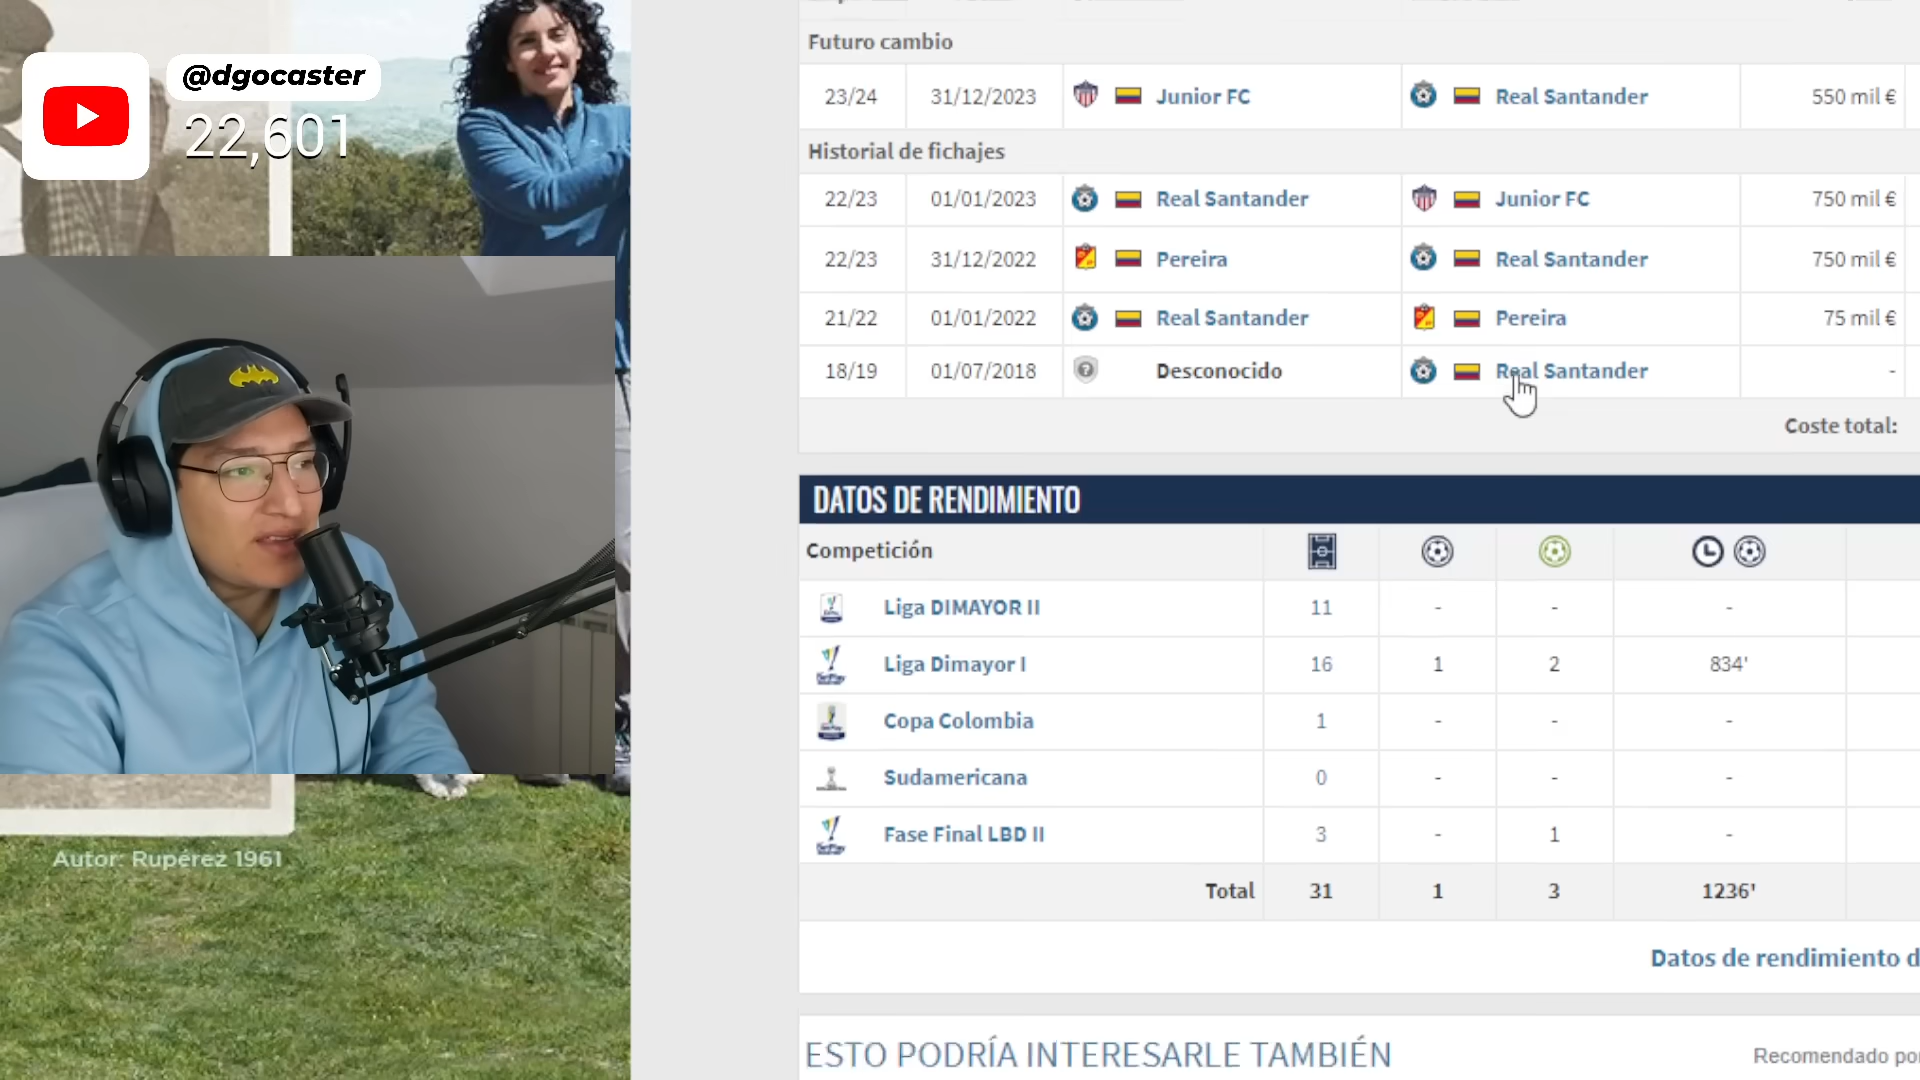 @dgocaster
22,601
Futuro cambio
23/24 31/12/2023 Junior FC Real Santander 550 mil €
Historial de fichajes
22/23 01/01/2023 Real Santander Junior FC 750 mil €
22/23 31/12/2022 Pereira Real Santander 750 mil €
21/22 01/01/2022 Real Santander Pereira 75 mil €
18/19 01/07/2018 Desconocido Real Santander -
Coste total:
DATOS DE RENDIMIENTO
Competición
Liga DIMAYOR II 11 - - -
Liga Dimayor I 16 1 2 834'
Copa Colombia 1 - - -
Sudamericana 0 - - -
Fase Final LBD II 3 - 1 -
Total 31 1 3 1236'
Datos de rendimiento d
ESTO PODRÍA INTERESARLE TAMBIÉN
Recomendado por
Autor: Rupérez 1961